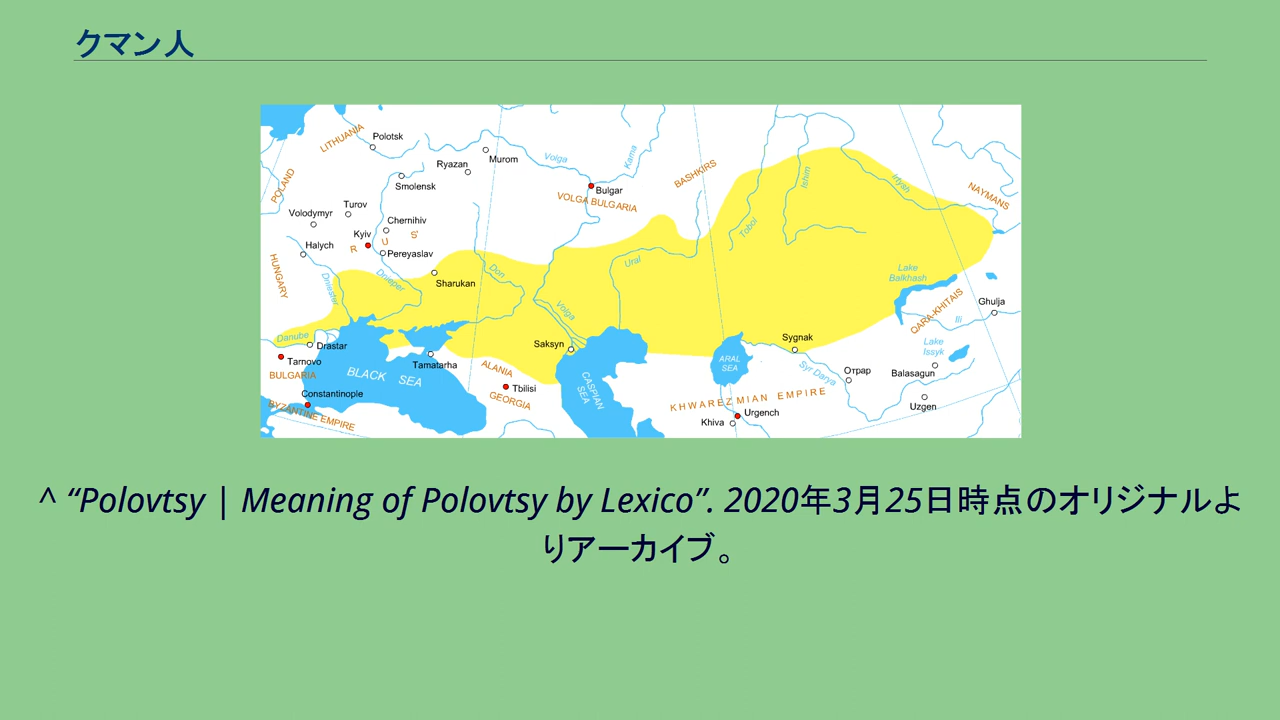 クマン人
LITHUANIA
Polotsk
Ryazan
Murom
Volga
Kama
BASHKIRS
Ishim
Irtysh
NAYMANS
POLAND
Smolensk
Bulgar
VOLGA BULGARIA
Turov
Volodymyr
Chernihiv
Kyiv
R U S'
Halych
Pereyaslav
Tobol
HUNGARY
Dniester
Dnieper
Sharukan
Don
Ural
Lake
Balkhash
QARA-KHITAIS
Ghulja
Ili
Volga
Danube
Drastar
Saksyn
Sygnak
Lake
Issyk
Tarnovo
Tamatarha
ALANIA
ARAL
SEA
Syr Darya
Отрар
Balasagun
BULGARIA
BLACK SEA
Tbilisi
CASPIAN
SEA
Constantinople
GEORGIA
KHWAREZMIAN EMPIRE
Uzgen
BYZANTINE EMPIRE
Urgench
Khiva
^ “Polovtsy | Meaning of Polovtsy by Lexico”. 2020年3月25日時点のオリジナルよ
りアーカイブ。